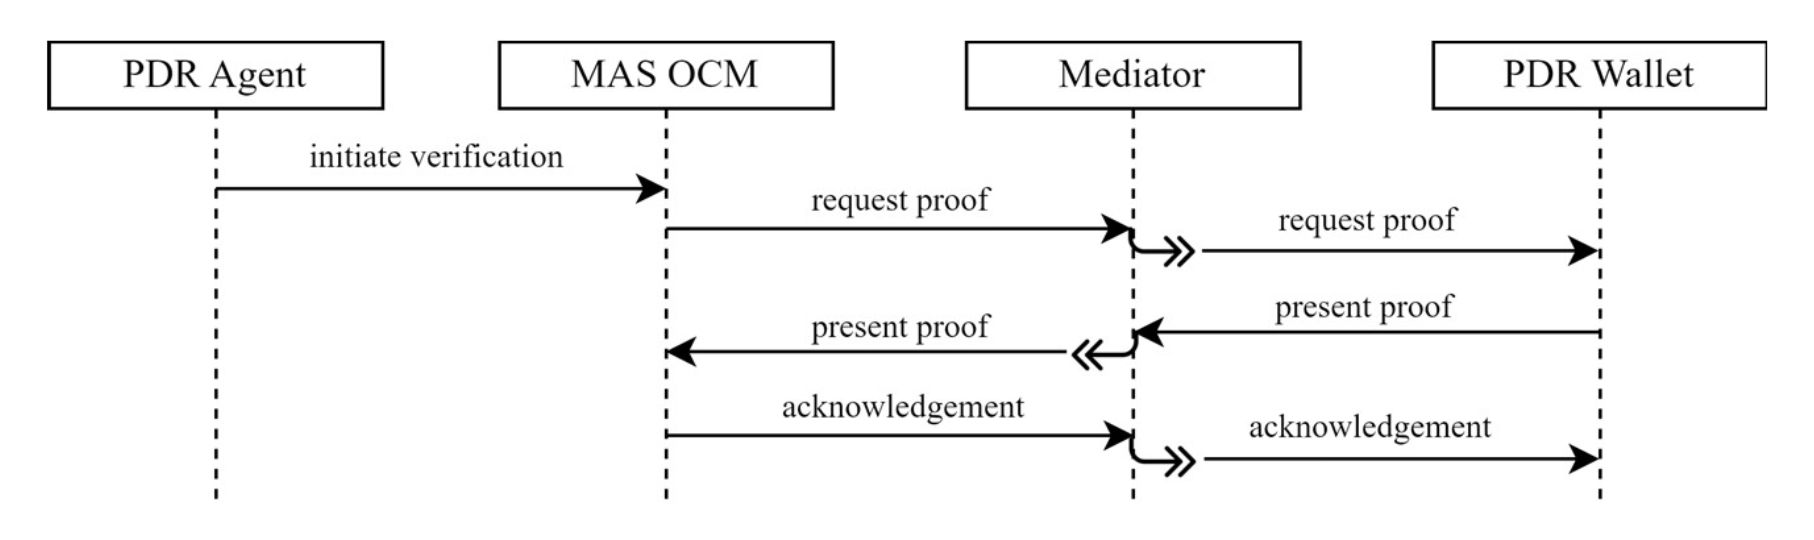 PDR Agent
MAS OCM
Mediator
PDR Wallet
initiate verification
request proof
request proof
present proof
present proof
acknowledgement
acknowledgement